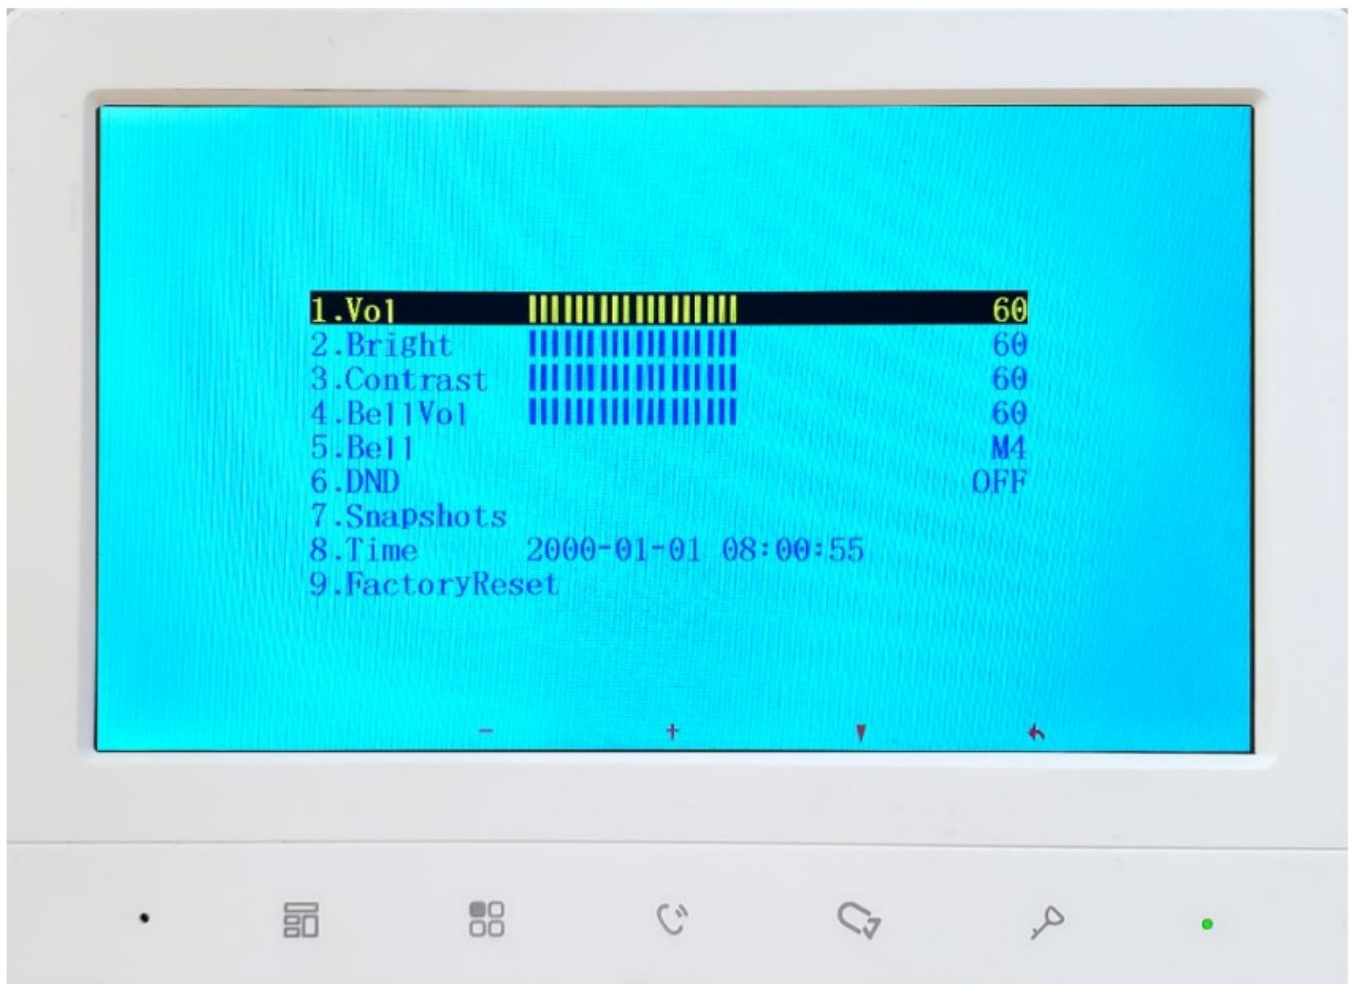 1.Vol 60
2.Bright 60
3.Contrast 60
4.BellVol 60
5.Bell M4
6.DND OFF
7.Snapshots
8.Time 2000-01-01 08:00:55
9.FactoryReset
- +